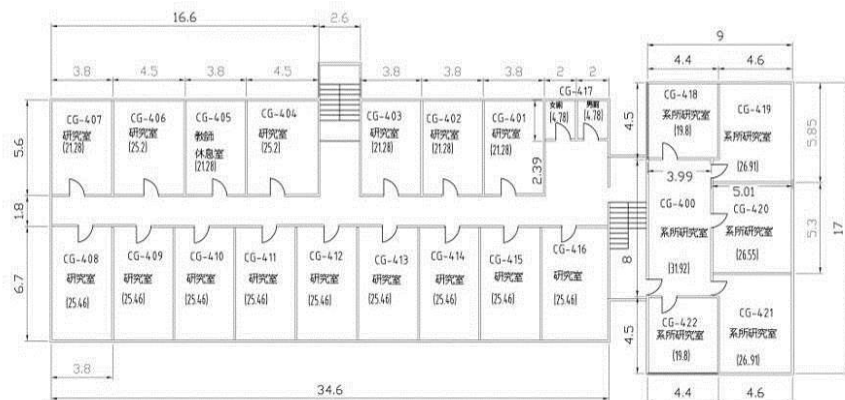 16.6
2.6
9
3.8
4.5
3.8
4.5
3.8
3.8
3.8
2
2
4.4
4.6
CG-417
CG-407
研究室
(21.28)
CG-406
研究室
(25.2)
CG-405
教師
休息室
(21.28)
CG-404
研究室
(25.2)
CG-403
研究室
(21.28)
CG-402
研究室
(21.28)
CG-401
研究室
(21.28)
女廁
(4.78)
男廁
(4.78)
CG-418
系所研究室
(19.8)
CG-419
系所研究室
(26.91)
5.6
2.39
4.5
5.85
3.99
5.01
1.8
CG-400
系所研究室
(31.92)
CG-420
系所研究室
(26.55)
8
5.3
17
6.7
CG-408
研究室
(25.46)
CG-409
研究室
(25.46)
CG-410
研究室
(25.46)
CG-411
研究室
(25.46)
CG-412
研究室
(25.46)
CG-413
研究室
(25.46)
CG-414
研究室
(25.46)
CG-415
研究室
(25.46)
CG-416
研究室
(25.46)
4.5
CG-422
系所研究室
(19.8)
CG-421
系所研究室
(26.91)
3.8
34.6
4.4
4.6